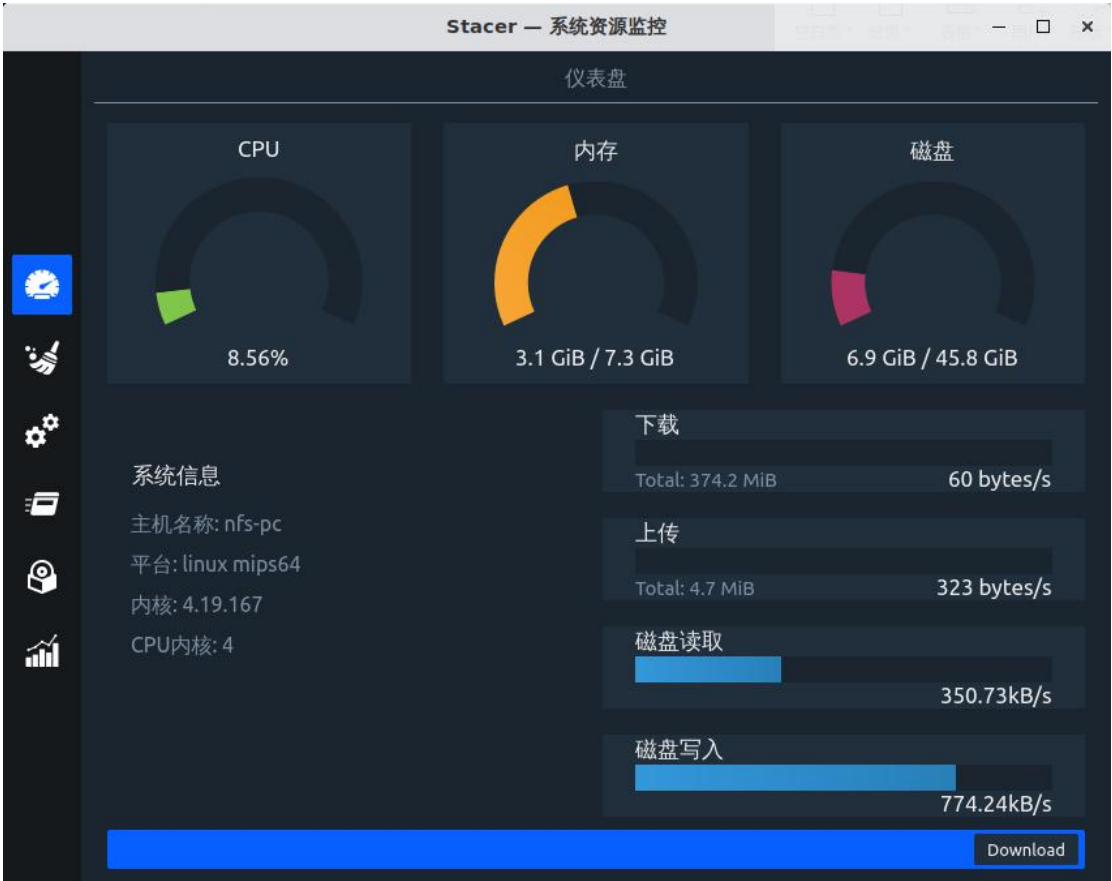 Stacer — 系统资源监控
仪表盘
CPU
内存
磁盘
8.56%
3.1 GiB / 7.3 GiB
6.9 GiB / 45.8 GiB
系统信息
主机名称: nfs-pc
平台: linux mips64
内核: 4.19.167
CPU内核: 4
下载
Total: 374.2 MiB
60 bytes/s
上传
Total: 4.7 MiB
323 bytes/s
磁盘读取
350.73kB/s
磁盘写入
774.24kB/s
Download